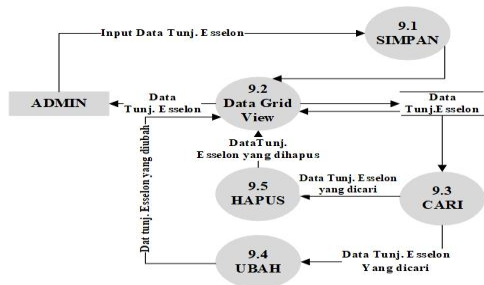 Input Data Tunj. Esselon
9.1
SIMPAN
ADMIN
Data
Tunj. Esselon
9.2
Data Grid
View
Data
Tunj.Esselon
DataTunj.
Esselon yang dihapus
Dat tunj. Esselon yang diubah
9.5
HAPUS
Data Tunj. Esselon
yang dicari
9.3
CARI
9.4
UBAH
Data Tunj. Esselon
Yang dicari